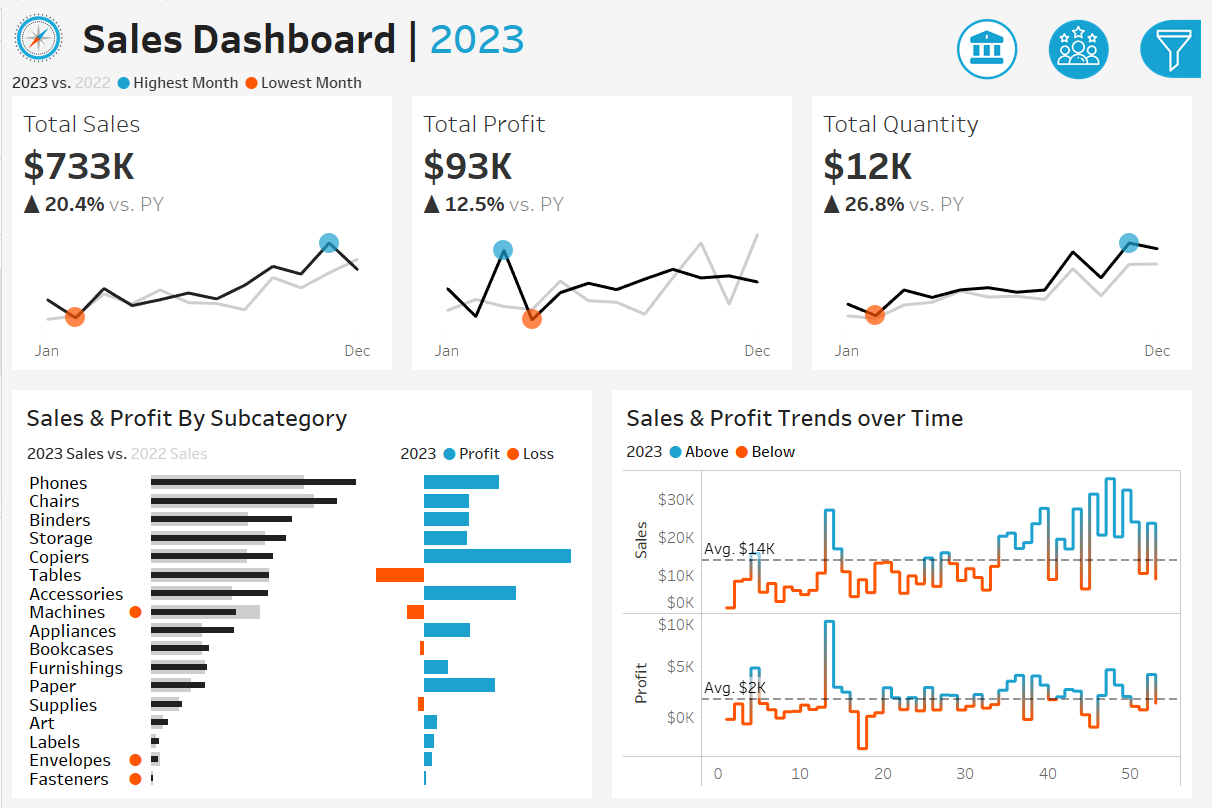 Sales Dashboard | 2023
2023 vs. 2022 Highest Month Lowest Month
Total Sales
$733K
▲ 20.4% vs. PY
Jan Dec
Total Profit
$93K
▲ 12.5% vs. PY
Jan Dec
Total Quantity
$12K
▲ 26.8% vs. PY
Jan Dec
Sales & Profit By Subcategory
2023 Sales vs. 2022 Sales
2023 Profit Loss
Phones
Chairs
Binders
Storage
Copiers
Tables
Accessories
Machines
Appliances
Bookcases
Furnishings
Paper
Supplies
Art
Labels
Envelopes
Fasteners
Sales & Profit Trends over Time
2023 Above Below
Sales
$30K
$20K
Avg. $14K
$10K
$0K
Profit
$10K
$5K
Avg. $2K
$0K
0 10 20 30 40 50